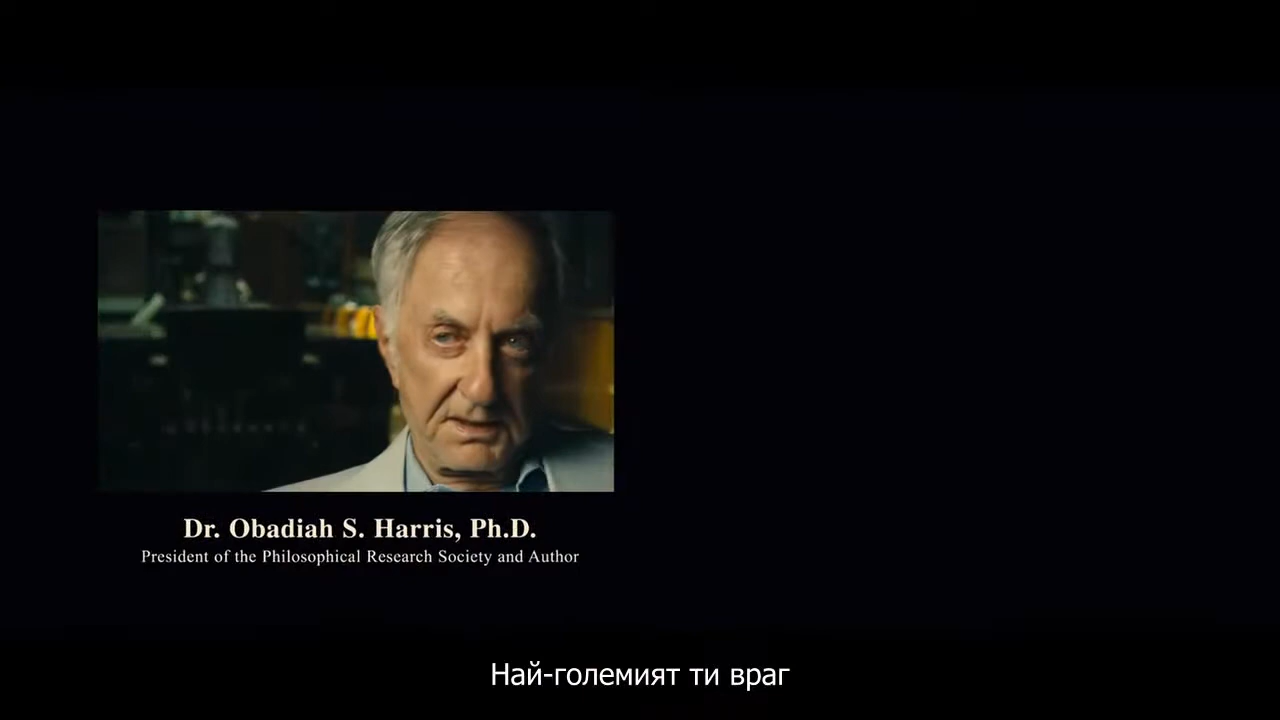 Dr. Obadiah S. Harris, Ph.D.
President of the Philosophical Research Society and Author
Най-големият ти враг